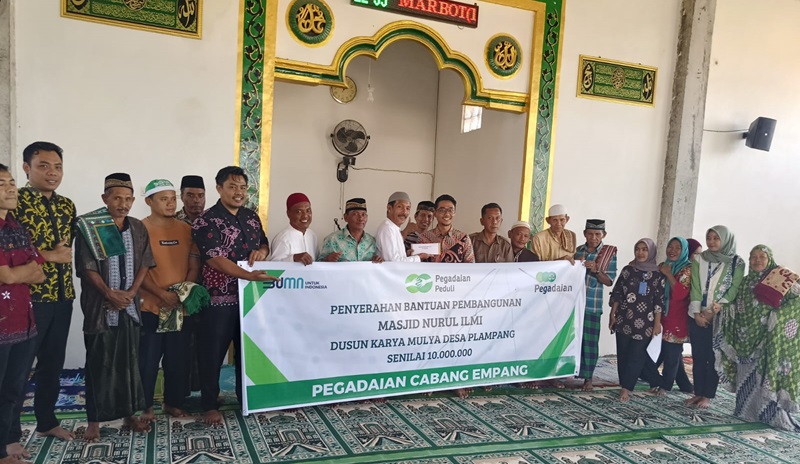 MARBOT(1
BUMN UNTUK INDONESIA
Pegadaian Peduli
Pegadaian
PENYERAHAN BANTUAN PEMBANGUNAN
MASJID NURUL ILMI
DUSUN KARYA MULYA DESA PLAMPANG
SENILAI 10.000.000
PEGADAIAN CABANG EMPANG